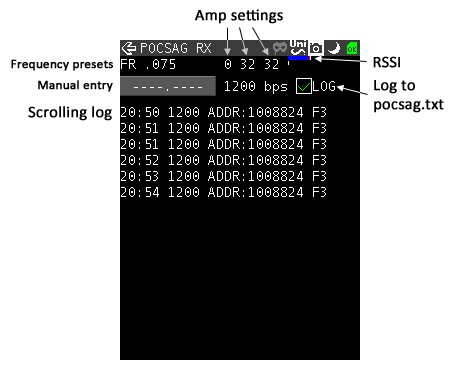 Amp settings
POCSAG RX Uni SC OK
Frequency presets FR .075 0 32 32 RSSI
Manual entry ----.---- 1200 bps LOG Log to pocsag.txt
Scrolling log
20:50 1200 ADDR:1008824 F3
20:51 1200 ADDR:1008824 F3
20:51 1200 ADDR:1008824 F3
20:52 1200 ADDR:1008824 F3
20:53 1200 ADDR:1008824 F3
20:54 1200 ADDR:1008824 F3